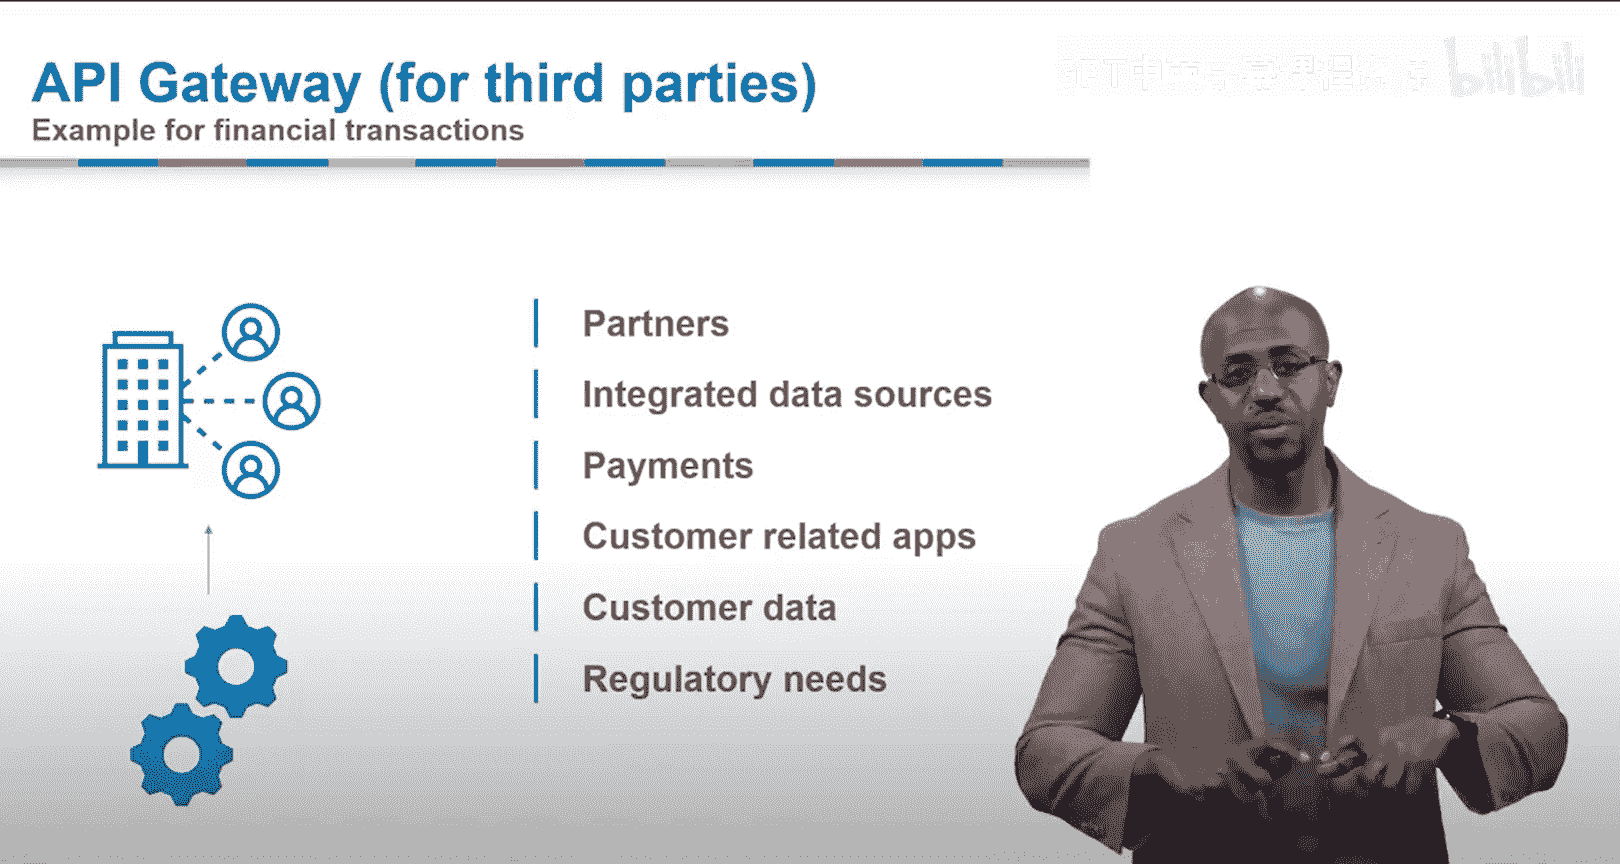 API Gateway (for third parties)
Example for financial transactions
bilibili
Partners
Integrated data sources
Payments
Customer related apps
Customer data
Regulatory needs